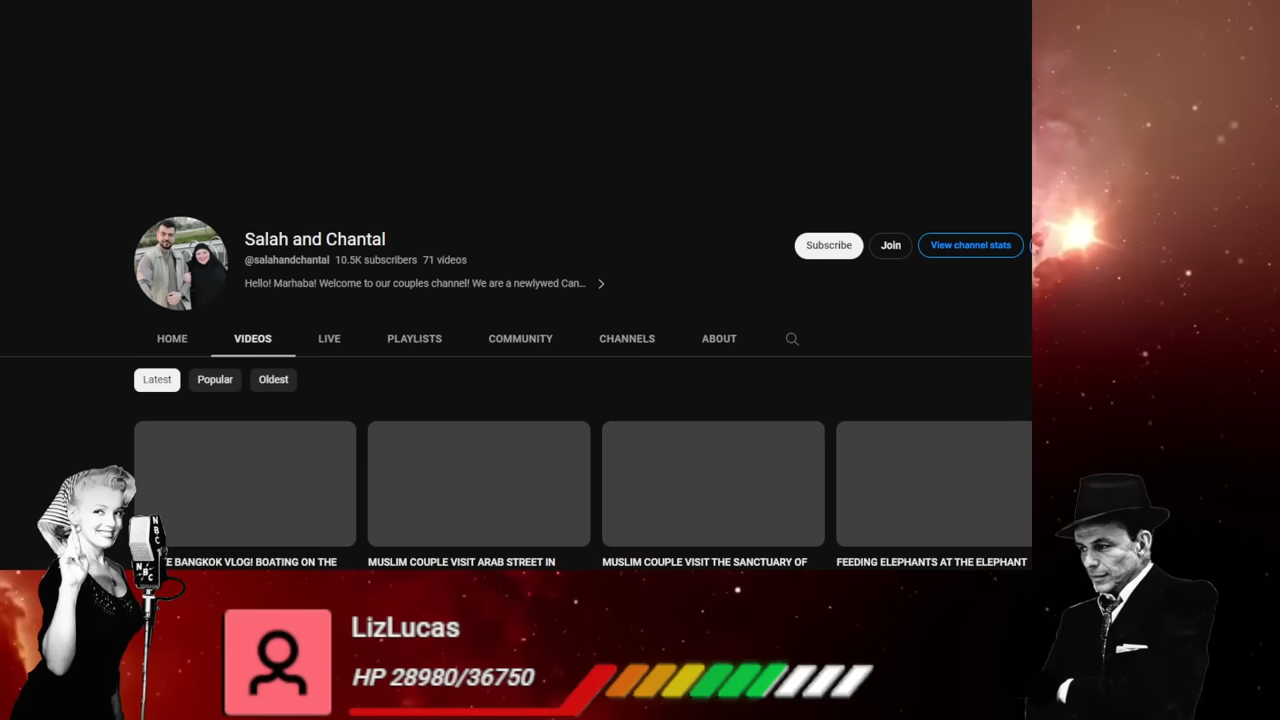 Salah and Chantal
@salahandchantal 10.5K subscribers 71 videos
Hello! Marhaba! Welcome to our couples channel! We are a newlywed Can...
Subscribe
Join
View channel stats
HOME VIDEOS LIVE PLAYLISTS COMMUNITY CHANNELS ABOUT
Latest Popular Oldest
BANGKOK VLOG! BOATING ON THE
MUSLIM COUPLE VISIT ARAB STREET IN
MUSLIM COUPLE VISIT THE SANCTUARY OF
FEEDING ELEPHANTS AT THE ELEPHANT
NBC
NBC
LizLucas
HP 28980/36750